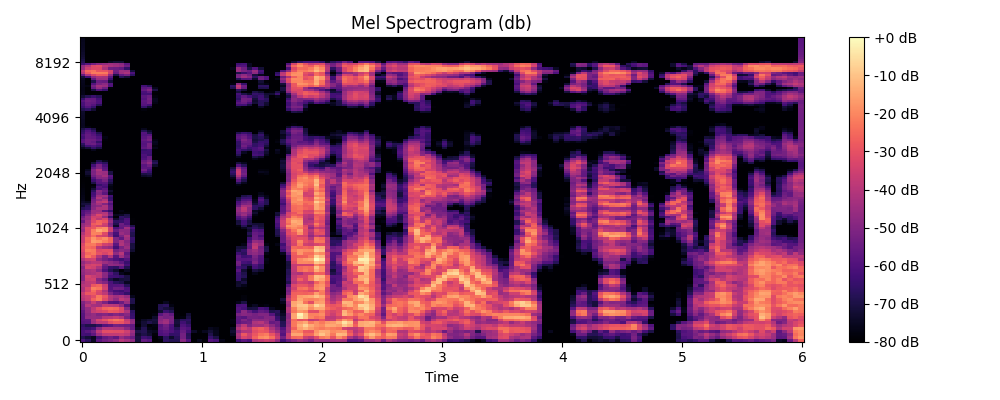 Mel Spectrogram (db)
Hz
8192
4096
2048
1024
512
0
0 1 2 3 4 5 6
Time
+0 dB
-10 dB
-20 dB
-30 dB
-40 dB
-50 dB
-60 dB
-70 dB
-80 dB